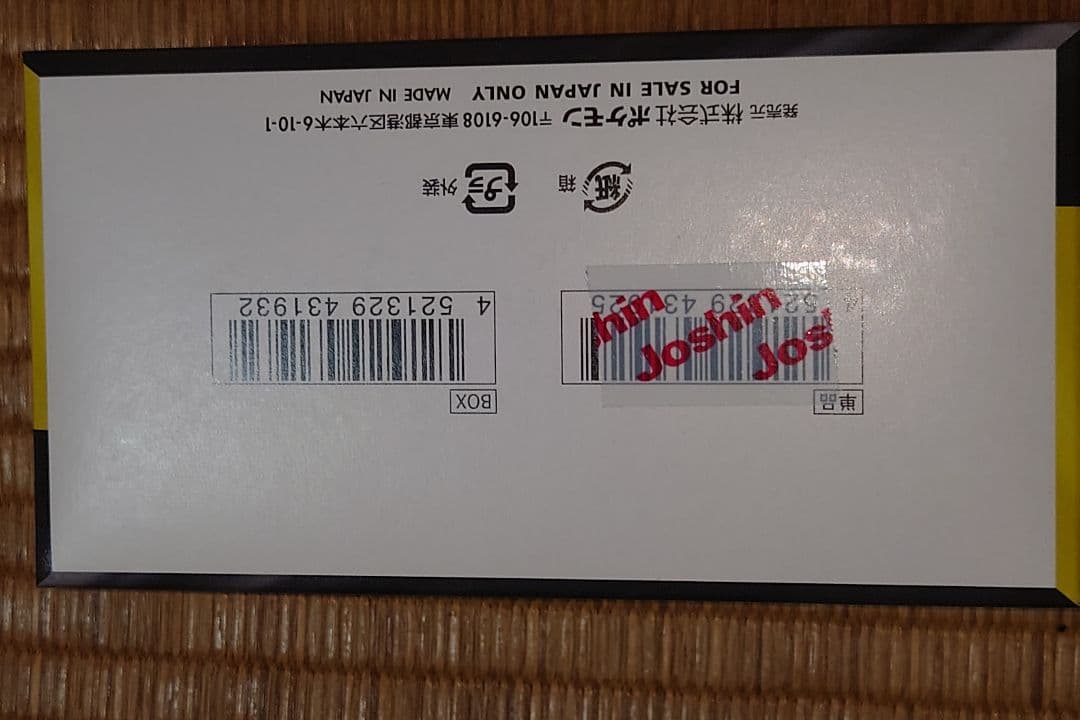 単品
BOX
Jos
Joshin
hin
4 521329 431932
紙 箱
プラ 外装
発売元 株式会社 ポケモン 〒106-6108 東京都港区六本木6-10-1
FOR SALE IN JAPAN ONLY MADE IN JAPAN